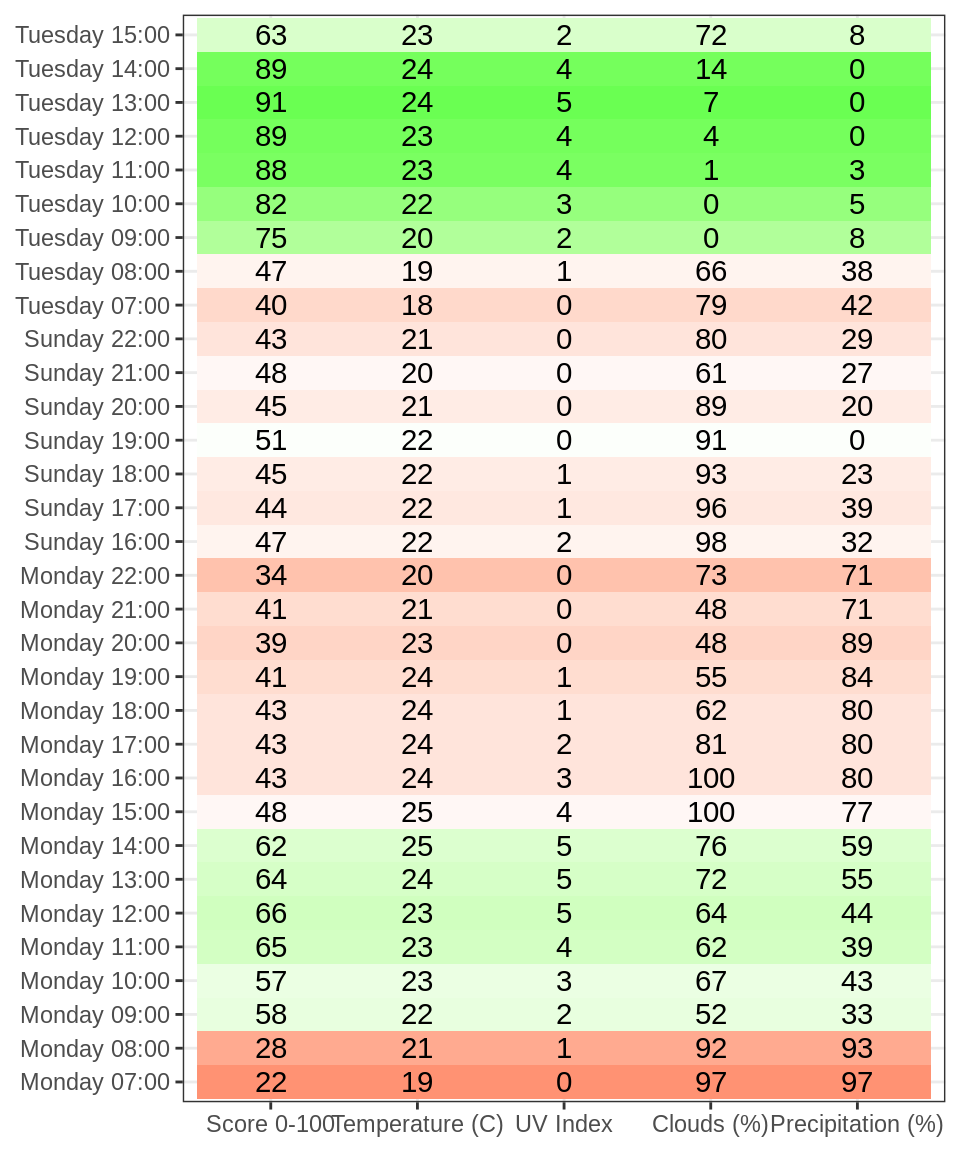 Tuesday 15:00 63 23 2 72 8
Tuesday 14:00 89 24 4 14 0
Tuesday 13:00 91 24 5 7 0
Tuesday 12:00 89 23 4 4 0
Tuesday 11:00 88 23 4 1 3
Tuesday 10:00 82 22 3 0 5
Tuesday 09:00 75 20 2 0 8
Tuesday 08:00 47 19 1 66 38
Tuesday 07:00 40 18 0 79 42
Sunday 22:00 43 21 0 80 29
Sunday 21:00 48 20 0 61 27
Sunday 20:00 45 21 0 89 20
Sunday 19:00 51 22 0 91 0
Sunday 18:00 45 22 1 93 23
Sunday 17:00 44 22 1 96 39
Sunday 16:00 47 22 2 98 32
Monday 22:00 34 20 0 73 71
Monday 21:00 41 21 0 48 71
Monday 20:00 39 23 0 48 89
Monday 19:00 41 24 1 55 84
Monday 18:00 43 24 1 62 80
Monday 17:00 43 24 2 81 80
Monday 16:00 43 24 3 100 80
Monday 15:00 48 25 4 100 77
Monday 14:00 62 25 5 76 59
Monday 13:00 64 24 5 72 55
Monday 12:00 66 23 5 64 44
Monday 11:00 65 23 4 62 39
Monday 10:00 57 23 3 67 43
Monday 09:00 58 22 2 52 33
Monday 08:00 28 21 1 92 93
Monday 07:00 22 19 0 97 97
Score 0-100 Temperature (C) UV Index Clouds (%) Precipitation (%)